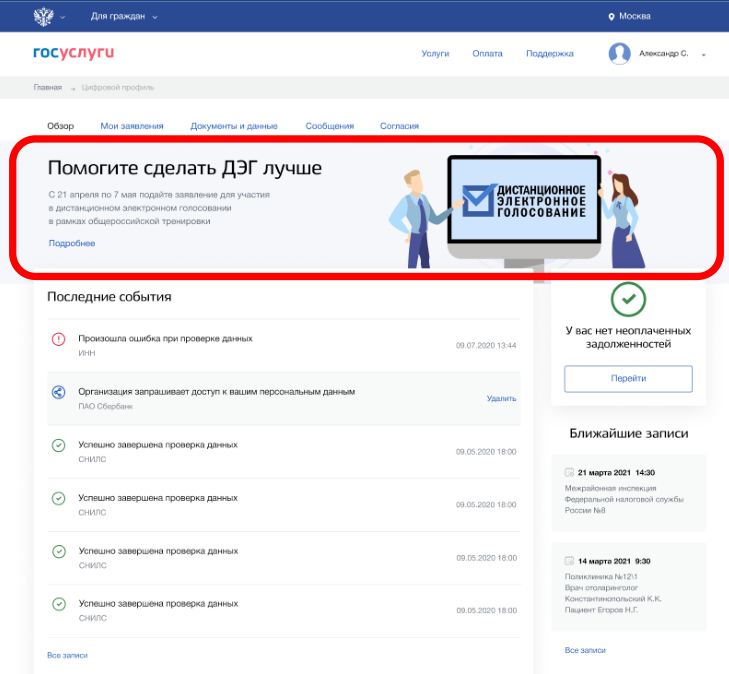 Для граждан
Москва
госуслуги
Услуги Оплата Поддержка Александр С.
Главная Цифровой профиль
Обзор Мои заявления Документы и данные Сообщения Согласия
Помогите сделать ДЭГ лучше
С 21 апреля по 7 мая подайте заявление для участия
в дистанционном электронном голосовании
в рамках общероссийской тренировки
Подробнее
ДИСТАНЦИОННОЕ
ЭЛЕКТРОННОЕ
ГОЛОСОВАНИЕ
Последние события
Произошла ошибка при проверке данных
ИНН
09.07.2020 13:44
Организация запрашивает доступ к вашим персональным данным
ПАО Сбербанк
Удалить
Успешно завершена проверка данных
СНИЛС
09.05.2020 18:00
Успешно завершена проверка данных
СНИЛС
09.05.2020 18:00
Успешно завершена проверка данных
СНИЛС
09.05.2020 18:00
Успешно завершена проверка данных
СНИЛС
09.05.2020 18:00
Все записи
У вас нет неоплаченных
задолженностей
Перейти
Ближайшие записи
21 марта 2021 14:30
Межрайонная инспекция
Федеральной налоговой службы
России №8
14 марта 2021 9:30
Поликлиника №12\1
Врач отоларинголог
Константинопольский К.К.
Пациент Егоров Н.Г.
Все записи